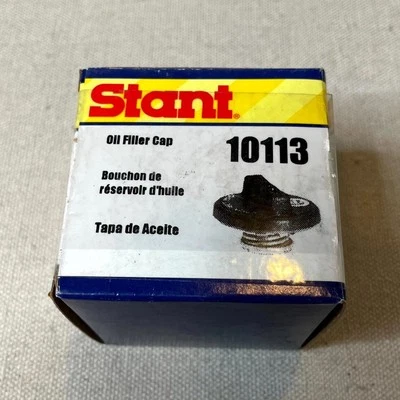 Stant®
Oil Filler Cap
10113
Bouchon de
réservoir d'huile
Tapa de Aceite